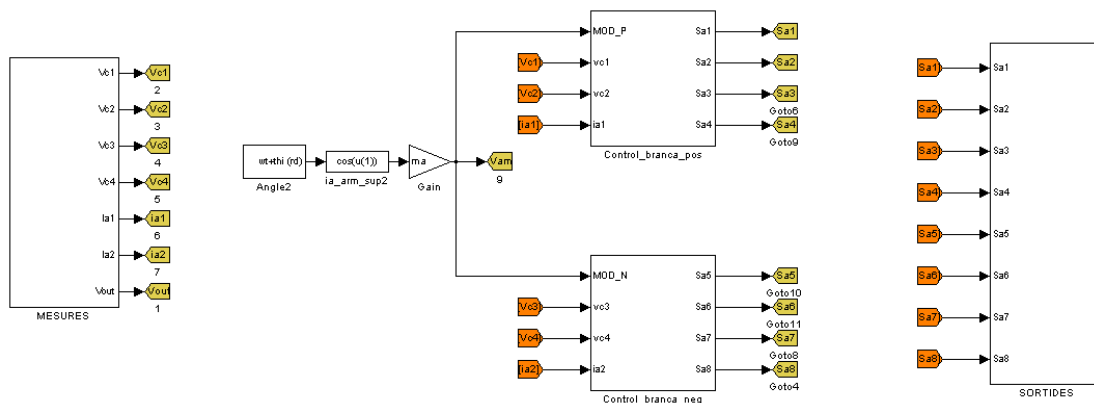 Vc1
Vc1
2
Vc2
Vc2
3
Vc3
Vc3
4
Vc4
Vc4
5
Ia1
ia1
6
Ia2
ia2
7
Vout
Vout
1
MESURES
wt+thi (rd)
Angle2
cos(u(1))
ia_arm_sup2
ma
Gain
Vam
9
MOD_P
Sa1
Sa1
[Vc1]
vc1
Sa2
Sa2
[Vc2]
vc2
Sa3
Sa3
Goto6
[ia1]
ia1
Sa4
Sa4
Goto9
Control_branca_pos
MOD_N
Sa5
Sa5
Goto10
[Vc3]
vc3
Sa6
Sa6
Goto11
[Vc4]
vc4
Sa7
Sa7
Goto8
[ia2]
ia2
Sa8
Sa8
Goto4
Control_branca_neg
Sa1
Sa1
Sa2
Sa2
Sa3
Sa3
Sa4
Sa4
Sa5
Sa5
Sa6
Sa6
Sa7
Sa7
Sa8
Sa8
SORTIDES